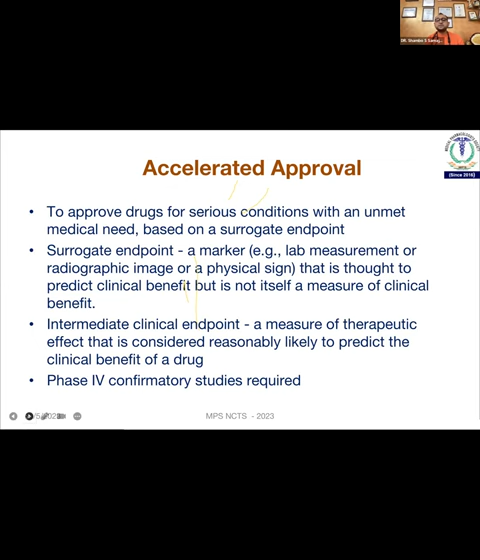 DR. Shambo S Samraj...
Accelerated Approval
(Since 2016)
• To approve drugs for serious conditions with an unmet
medical need, based on a surrogate endpoint
• Surrogate endpoint - a marker (e.g., lab measurement or
radiographic image or a physical sign) that is thought to
predict clinical benefit but is not itself a measure of clinical
benefit.
• Intermediate clinical endpoint - a measure of therapeutic
effect that is considered reasonably likely to predict the
clinical benefit of a drug
• Phase IV confirmatory studies required
MPS NCTS - 2023